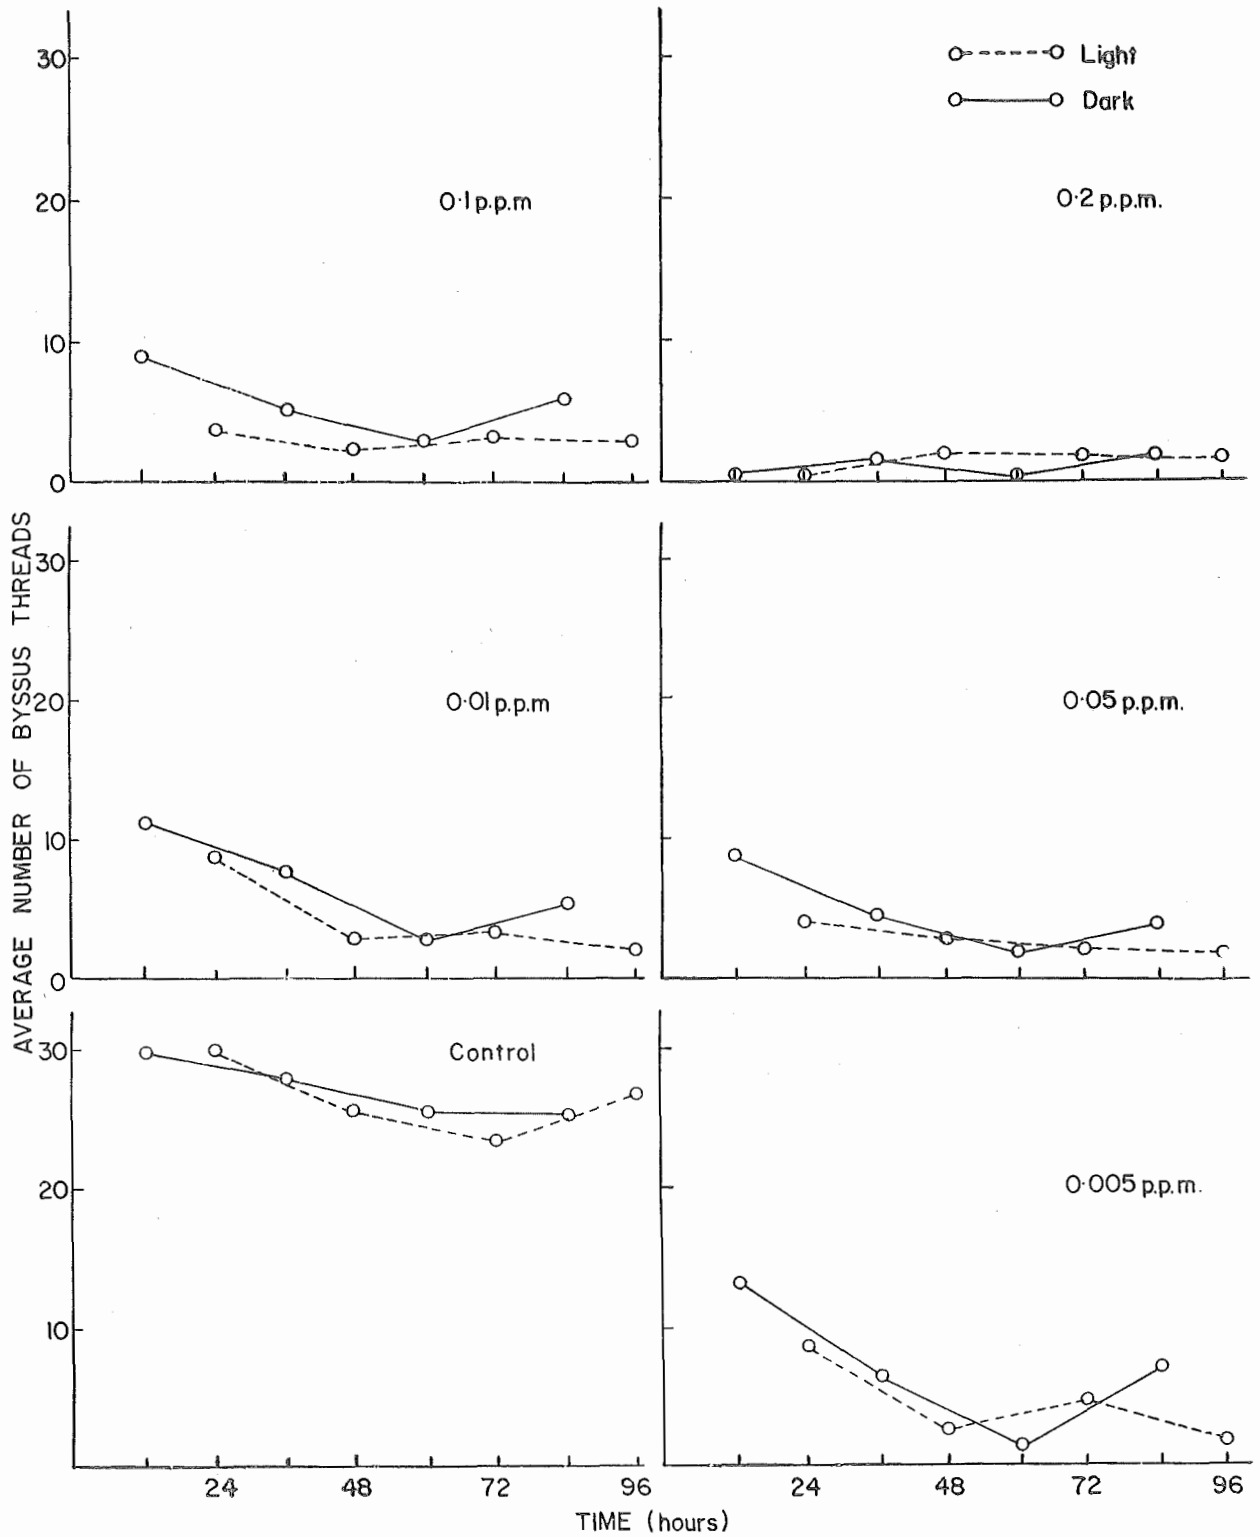 30
20
10
0
0·1 p.p.m
Light
Dark
0·2 p.p.m.
AVERAGE NUMBER OF BYSSUS THREADS
30
20
10
0
0·01 p.p.m
0·05 p.p.m.
30
20
10
Control
0·005 p.p.m.
24 48 72 96
24 48 72 96
TIME (hours)